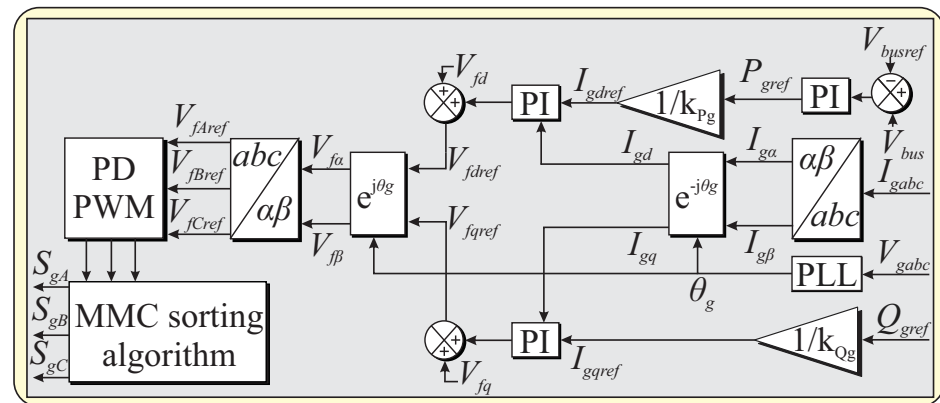 V_busref
V_fd
I_gdref
P_gref
PI
1/k_Pg
PI
V_bus
V_fAref
V_fBref
V_fCref
PD
PWM
abc
αβ
V_fα
V_fβ
e^jθg
V_fdref
V_fqref
I_gd
I_gq
e^-jθg
I_gα
I_gβ
αβ
abc
I_gabc
θ_g
PLL
V_gabc
S_gA
S_gB
S_gC
MMC sorting
algorithm
V_fq
PI
I_gqref
1/k_Qg
Q_gref